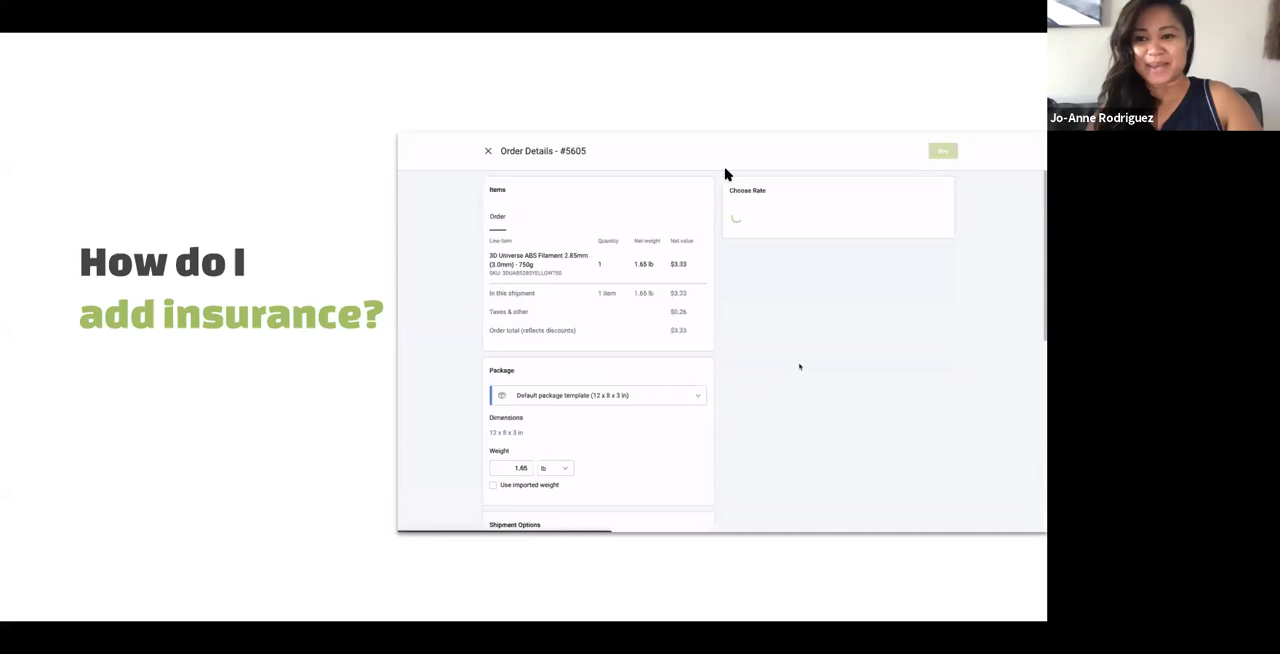 Jo-Anne Rodriguez
How do I
add insurance?
Order Details - #5605
Buy
Items
Order
Line item Quantity Net weight Net value
3D Universe ABS Filament 2.85mm
(3.0mm) - 750g 1 1.65 lb $3.33
In this shipment 1 item 1.65 lb $3.33
Taxes & other $0.26
Order total (reflects discounts) $3.33
Package
Default package template (12 x 8 x 3 in)
Dimensions
12 x 8 x 3 in
Weight
1.65 lb
Use imported weight
Shipment Options
Choose Rate